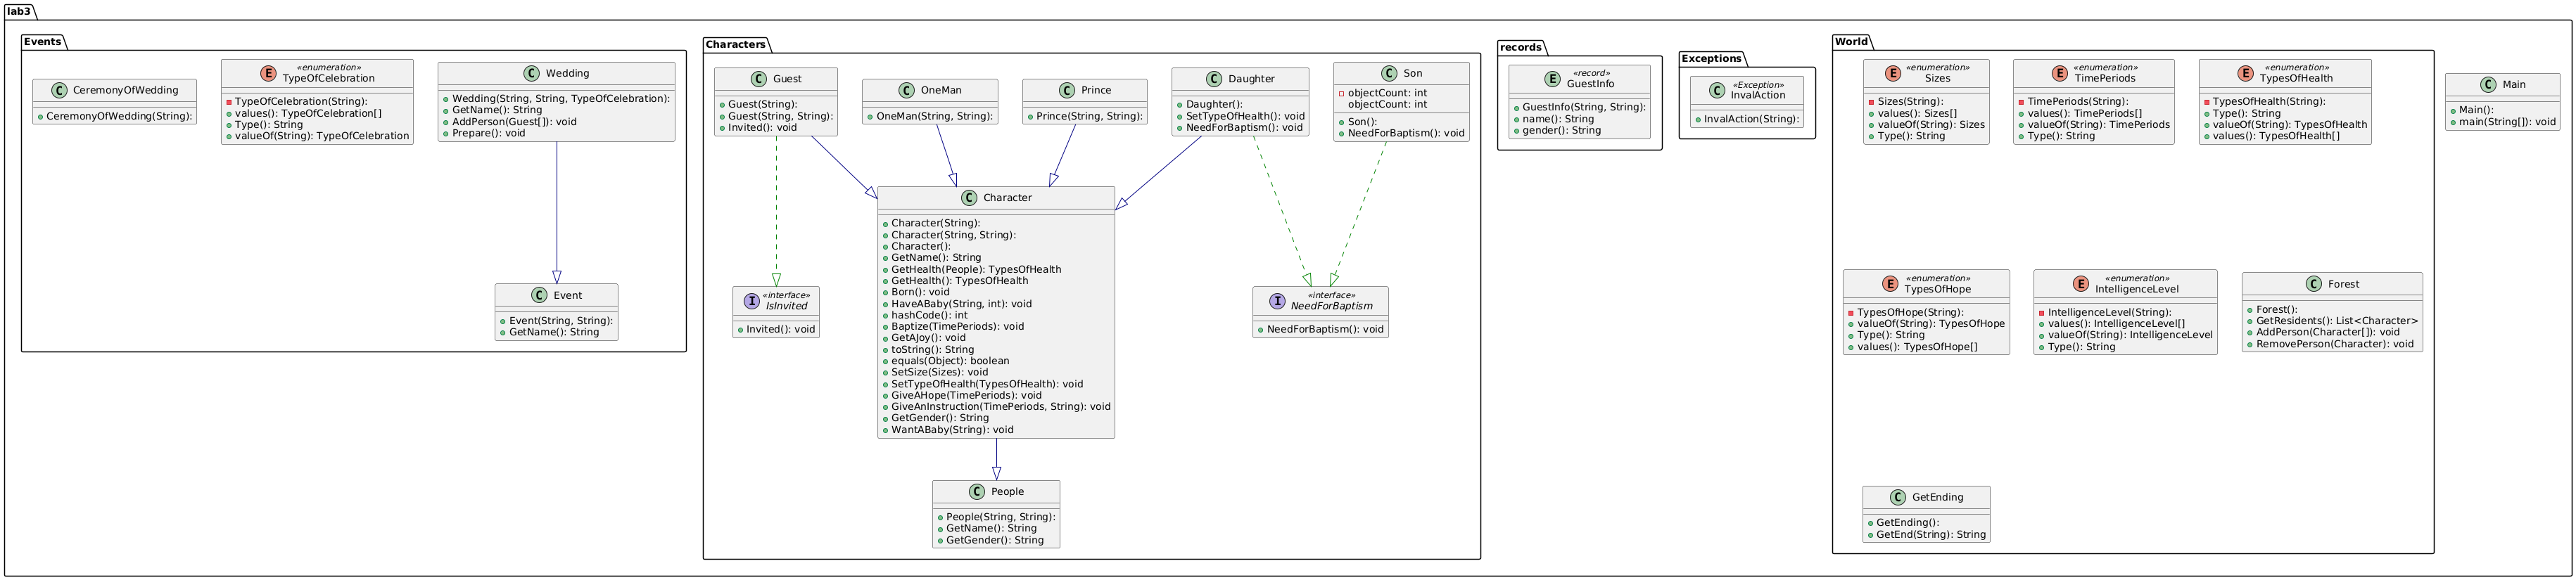 lab3
Events
C CeremonyOfWedding
CeremonyOfWedding(String):
E «enumeration»
TypeOfCelebration
TypeOfCelebration(String):
values(): TypeOfCelebration[]
Type(): String
valueOf(String): TypeOfCelebration
C Wedding
Wedding(String, String, TypeOfCelebration):
GetName(): String
AddPerson(Guest[]): void
Prepare(): void
C Event
Event(String, String):
GetName(): String
Characters
C Guest
Guest(String):
Guest(String, String):
Invited(): void
C OneMan
OneMan(String, String):
C Prince
Prince(String, String):
C Daughter
Daughter():
SetTypeOfHealth(): void
NeedForBaptism(): void
C Son
objectCount: int
objectCount: int
Son():
NeedForBaptism(): void
C Character
Character(String):
Character(String, String):
Character():
GetName(): String
GetHealth(People): TypesOfHealth
GetHealth(): TypesOfHealth
Born(): void
HaveABaby(String, int): void
hashCode(): int
Baptize(TimePeriods): void
GetAJoy(): void
toString(): String
equals(Object): boolean
SetSize(Sizes): void
SetTypeOfHealth(TypesOfHealth): void
GiveAHope(TimePeriods): void
GiveAnInstruction(TimePeriods, String): void
GetGender(): String
WantABaby(String): void
I «interface»
IsInvited
Invited(): void
I «interface»
NeedForBaptism
NeedForBaptism(): void
C People
People(String, String):
GetName(): String
GetGender(): String
records
E «record»
GuestInfo
GuestInfo(String, String):
name(): String
gender(): String
Exceptions
C «Exception»
InvalAction
InvalAction(String):
World
E «enumeration»
Sizes
Sizes(String):
values(): Sizes[]
valueOf(String): Sizes
Type(): String
E «enumeration»
TimePeriods
TimePeriods(String):
values(): TimePeriods[]
valueOf(String): TimePeriods
Type(): String
E «enumeration»
TypesOfHealth
TypesOfHealth(String):
Type(): String
valueOf(String): TypesOfHealth
values(): TypesOfHealth[]
E «enumeration»
TypesOfHope
TypesOfHope(String):
valueOf(String): TypesOfHope
Type(): String
values(): TypesOfHope[]
E «enumeration»
IntelligenceLevel
IntelligenceLevel(String):
values(): IntelligenceLevel[]
valueOf(String): IntelligenceLevel
Type(): String
C Forest
Forest():
GetResidents(): List<Character>
AddPerson(Character[]): void
RemovePerson(Character): void
C GetEnding
GetEnding():
GetEnd(String): String
C Main
Main():
main(String[]): void